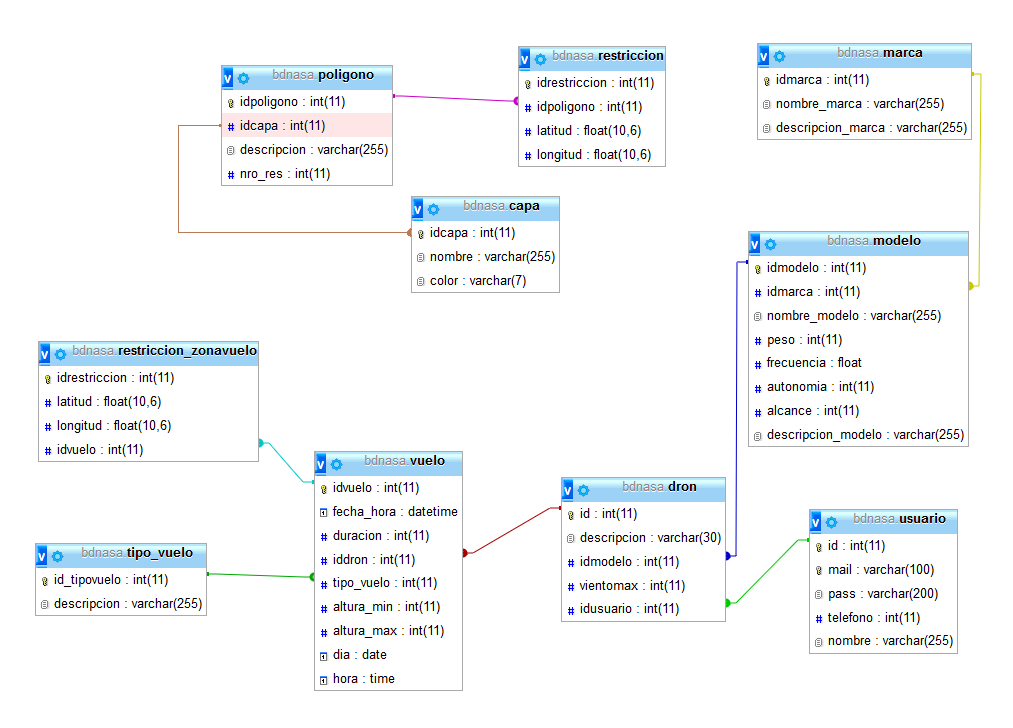 v bdnasa.poligono
idpoligono : int(11)
# idcapa : int(11)
descripcion : varchar(255)
# nro_res : int(11)
v bdnasa.restriccion
idrestriccion : int(11)
# idpoligono : int(11)
# latitud : float(10,6)
# longitud : float(10,6)
v bdnasa.marca
idmarca : int(11)
nombre_marca : varchar(255)
descripcion_marca : varchar(255)
v bdnasa.capa
idcapa : int(11)
nombre : varchar(255)
color : varchar(7)
v bdnasa.modelo
idmodelo : int(11)
# idmarca : int(11)
nombre_modelo : varchar(255)
# peso : int(11)
# frecuencia : float
# autonomia : int(11)
# alcance : int(11)
descripcion_modelo : varchar(255)
v bdnasa.restriccion_zonavuelo
idrestriccion : int(11)
# latitud : float(10,6)
# longitud : float(10,6)
# idvuelo : int(11)
v bdnasa.vuelo
idvuelo : int(11)
fecha_hora : datetime
# duracion : int(11)
# iddron : int(11)
# tipo_vuelo : int(11)
# altura_min : int(11)
# altura_max : int(11)
dia : date
hora : time
v bdnasa.dron
id : int(11)
descripcion : varchar(30)
# idmodelo : int(11)
# vientomax : int(11)
# idusuario : int(11)
v bdnasa.usuario
id : int(11)
mail : varchar(100)
pass : varchar(200)
# telefono : int(11)
nombre : varchar(255)
v bdnasa.tipo_vuelo
id_tipovuelo : int(11)
descripcion : varchar(255)